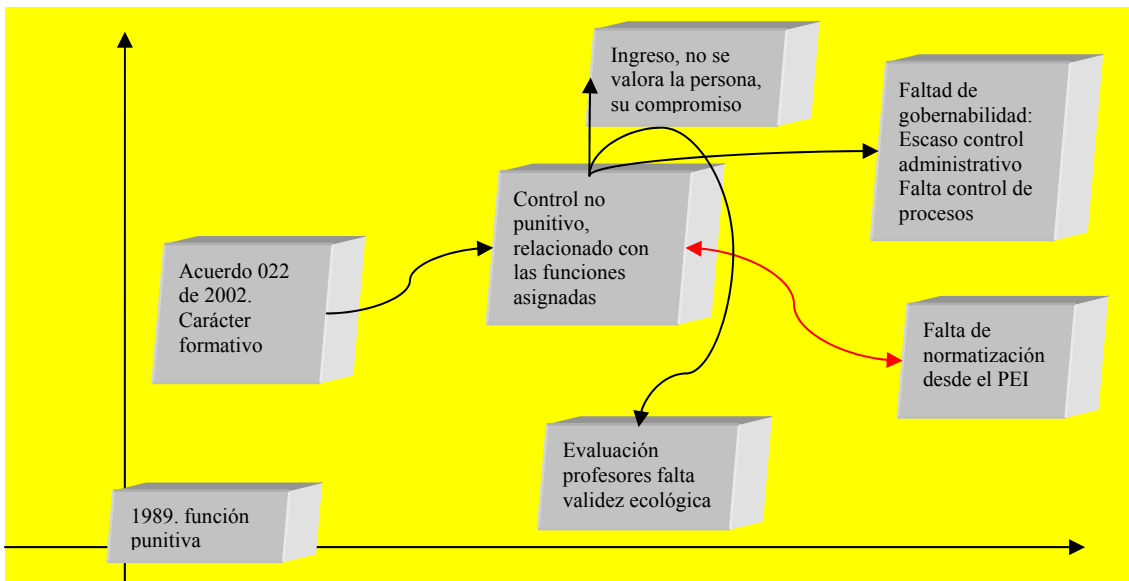 Ingreso, no se
valora la persona,
su compromiso
Faltad de
gobernabilidad:
Escaso control
administrativo
Falta control de
procesos
Control no
punitivo,
relacionado con
las funciones
asignadas
Acuerdo 022
de 2002.
Carácter
formativo
Falta de
normatización
desde el PEI
Evaluación
profesores falta
validez ecológica
1989. función
punitiva